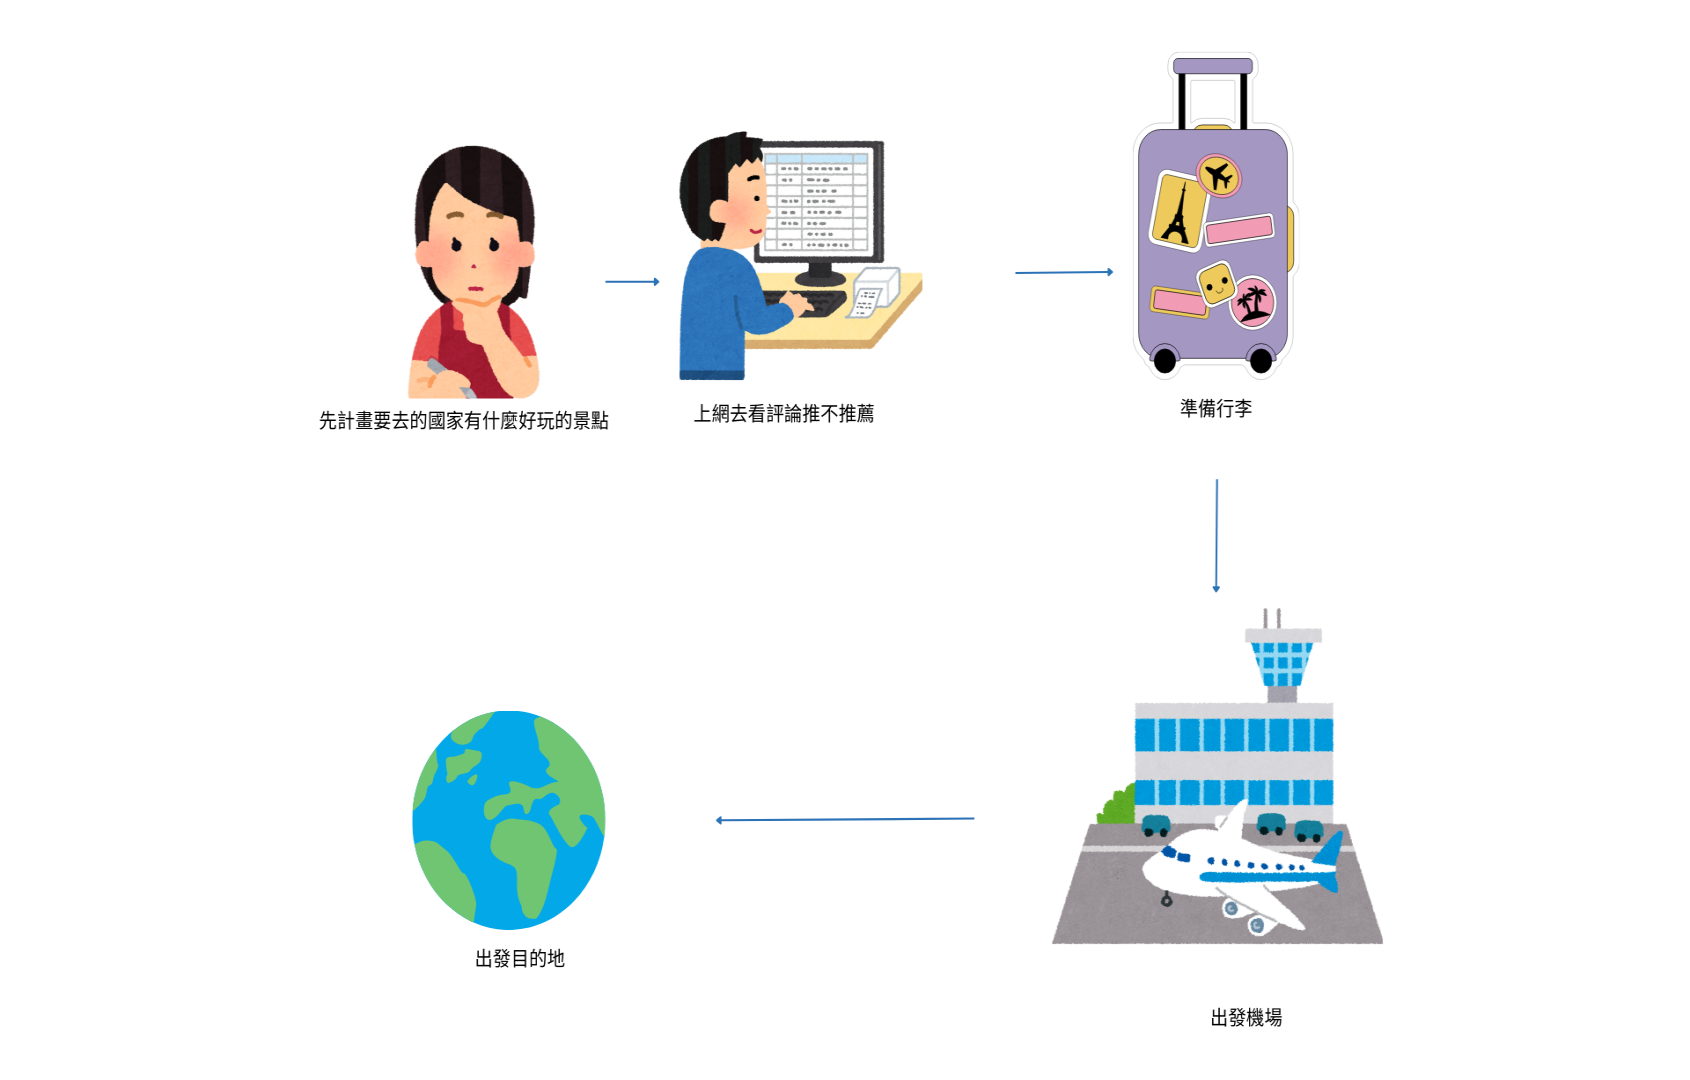 先計畫要去的國家有什麼好玩的景點
上網去看評論推不推薦
準備行李
出發機場
出發目的地